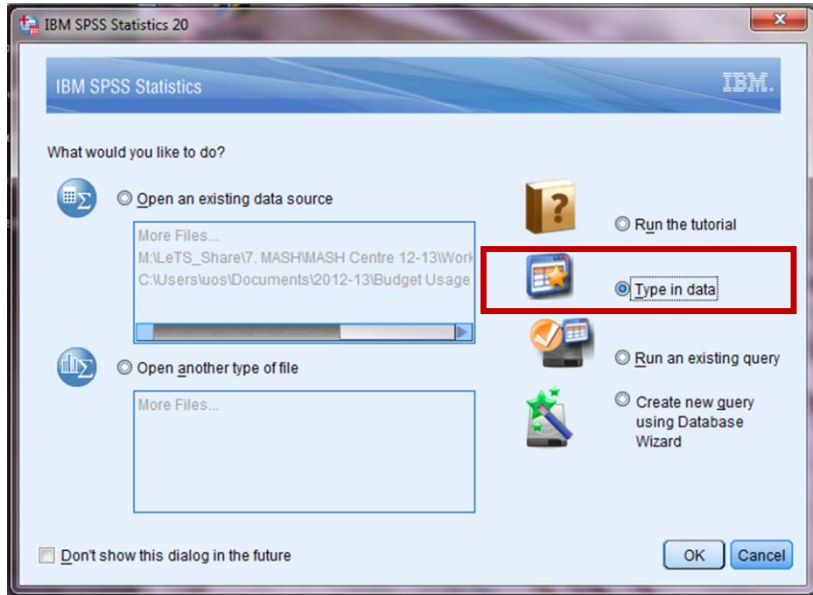 IBM SPSS Statistics 20
IBM SPSS Statistics
IBM.
What would you like to do?
Open an existing data source
More Files...
M:\LeTS_Share\7. MASH\MASH Centre 12-13\Work
C:\Users\uos\Documents\2012-13\Budget Usage
Open another type of file
More Files...
Run the tutorial
Type in data
Run an existing query
Create new query
using Database
Wizard
Don't show this dialog in the future
OK
Cancel